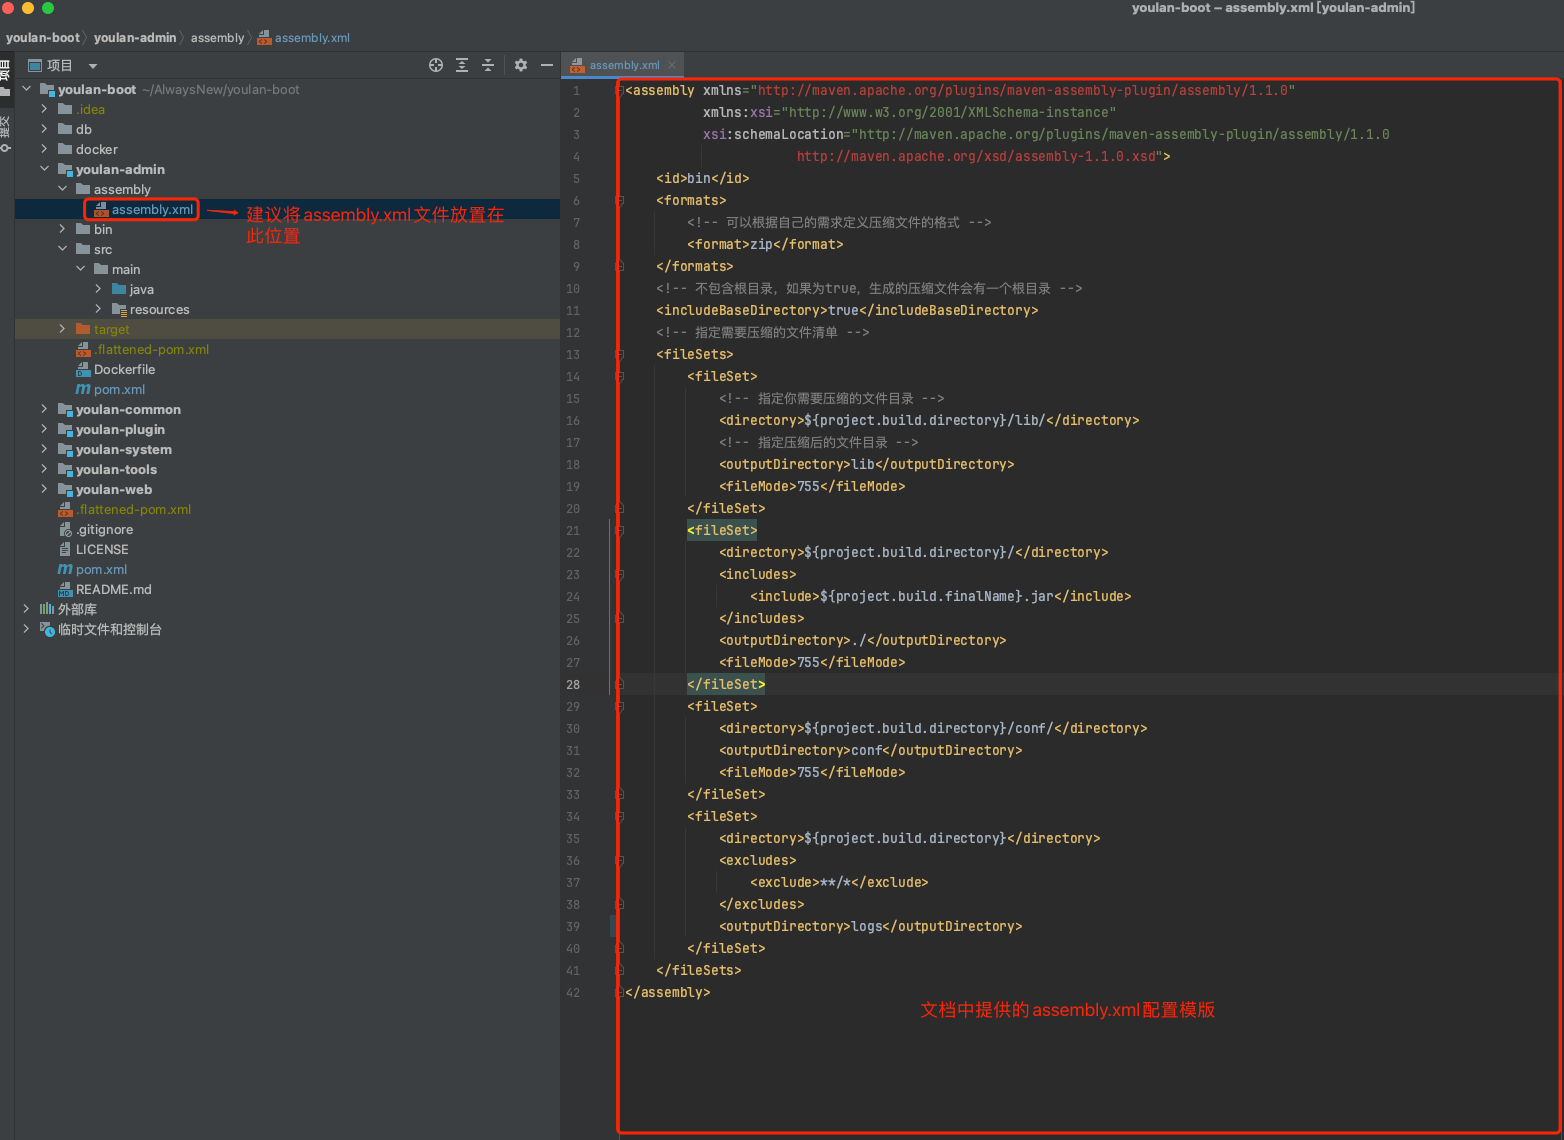 youlan-boot – assembly.xml [youlan-admin]
youlan-boot 〉 youlan-admin 〉 assembly 〉 assembly.xml
项目
提交
项目
youlan-boot ~/AlwaysNew/youlan-boot
.idea
db
docker
youlan-admin
assembly
assembly.xml
建议将assembly.xml文件放置在
此位置
bin
src
main
java
resources
target
.flattened-pom.xml
Dockerfile
pom.xml
youlan-common
youlan-plugin
youlan-system
youlan-tools
youlan-web
.flattened-pom.xml
.gitignore
LICENSE
pom.xml
README.md
外部库
临时文件和控制台
assembly.xml
1 <assembly xmlns="http://maven.apache.org/plugins/maven-assembly-plugin/assembly/1.1.0"
2 xmlns:xsi="http://www.w3.org/2001/XMLSchema-instance"
3 xsi:schemaLocation="http://maven.apache.org/plugins/maven-assembly-plugin/assembly/1.1.0
4 http://maven.apache.org/xsd/assembly-1.1.0.xsd">
5 <id>bin</id>
6 <formats>
7 <!-- 可以根据自己的需求定义压缩文件的格式 -->
8 <format>zip</format>
9 </formats>
10 <!-- 不包含根目录，如果为true，生成的压缩文件会有一个根目录 -->
11 <includeBaseDirectory>true</includeBaseDirectory>
12 <!-- 指定需要压缩的文件清单 -->
13 <fileSets>
14 <fileSet>
15 <!-- 指定你需要压缩的文件目录 -->
16 <directory>${project.build.directory}/lib/</directory>
17 <!-- 指定压缩后的文件目录 -->
18 <outputDirectory>lib</outputDirectory>
19 <fileMode>755</fileMode>
20 </fileSet>
21 <fileSet>
22 <directory>${project.build.directory}/</directory>
23 <includes>
24 <include>${project.build.finalName}.jar</include>
25 </includes>
26 <outputDirectory>./</outputDirectory>
27 <fileMode>755</fileMode>
28 </fileSet>
29 <fileSet>
30 <directory>${project.build.directory}/conf/</directory>
31 <outputDirectory>conf</outputDirectory>
32 <fileMode>755</fileMode>
33 </fileSet>
34 <fileSet>
35 <directory>${project.build.directory}</directory>
36 <excludes>
37 <exclude>**/*</exclude>
38 </excludes>
39 <outputDirectory>logs</outputDirectory>
40 </fileSet>
41 </fileSets>
42 </assembly>
文档中提供的assembly.xml配置模版